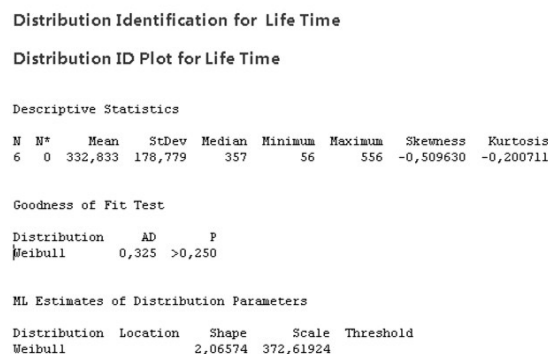 Distribution Identification for Life Time
Distribution ID Plot for Life Time
Descriptive Statistics
N N* Mean StDev Median Minimum Maximum Skewness Kurtosis
6 0 332,833 178,779 357 56 556 -0,509630 -0,200711
Goodness of Fit Test
Distribution AD P
Weibull 0,325 >0,250
ML Estimates of Distribution Parameters
Distribution Location Shape Scale Threshold
Weibull 2,06574 372,61924